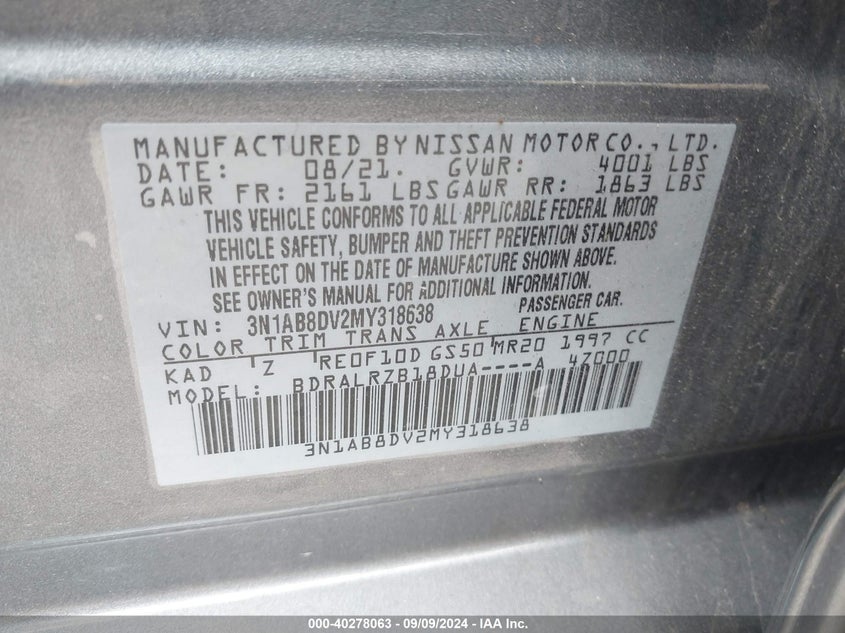 MANUFACTURED BY NISSAN MOTOR CO., LTD.
DATE: 08/21. GVWR: 4001 LBS
GAWR FR: 2161 LBS GAWR RR: 1863 LBS
THIS VEHICLE CONFORMS TO ALL APPLICABLE FEDERAL MOTOR
VEHICLE SAFETY, BUMPER AND THEFT PREVENTION STANDARDS
IN EFFECT ON THE DATE OF MANUFACTURE SHOWN ABOVE.
SEE OWNER'S MANUAL FOR ADDITIONAL INFORMATION.
PASSENGER CAR.
VIN: 3N1AB8DV2MY318638
COLOR TRIM TRANS AXLE ENGINE
KAD Z RE0F10D GS50 MR20 1997 CC
MODEL: BDRALRZB18DUA----A 4Z000
3N1AB8DV2MY318638
000-40278063 - 09/09/2024 - IAA Inc.